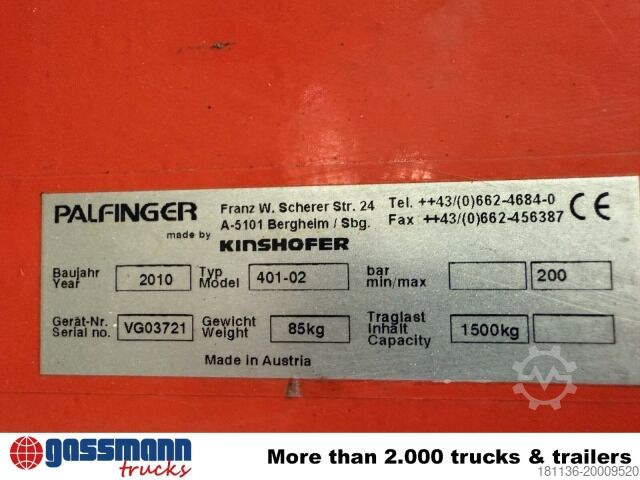 PALFINGER
Franz W. Scherer Str. 24 Tel. ++43/(0)662-4684-0
A-5101 Bergheim / Sbg. Fax ++43/(0)662-456387 CE
made by KINSHOFER
Baujahr Year 2010 Typ Model 401-02 bar min/max 200
Gerät-Nr. Serial no. VG03721 Gewicht Weight 85kg Traglast Inhalt Capacity 1500kg
Made in Austria
gassmann trucks
More than 2.000 trucks & trailers
181136-20009520